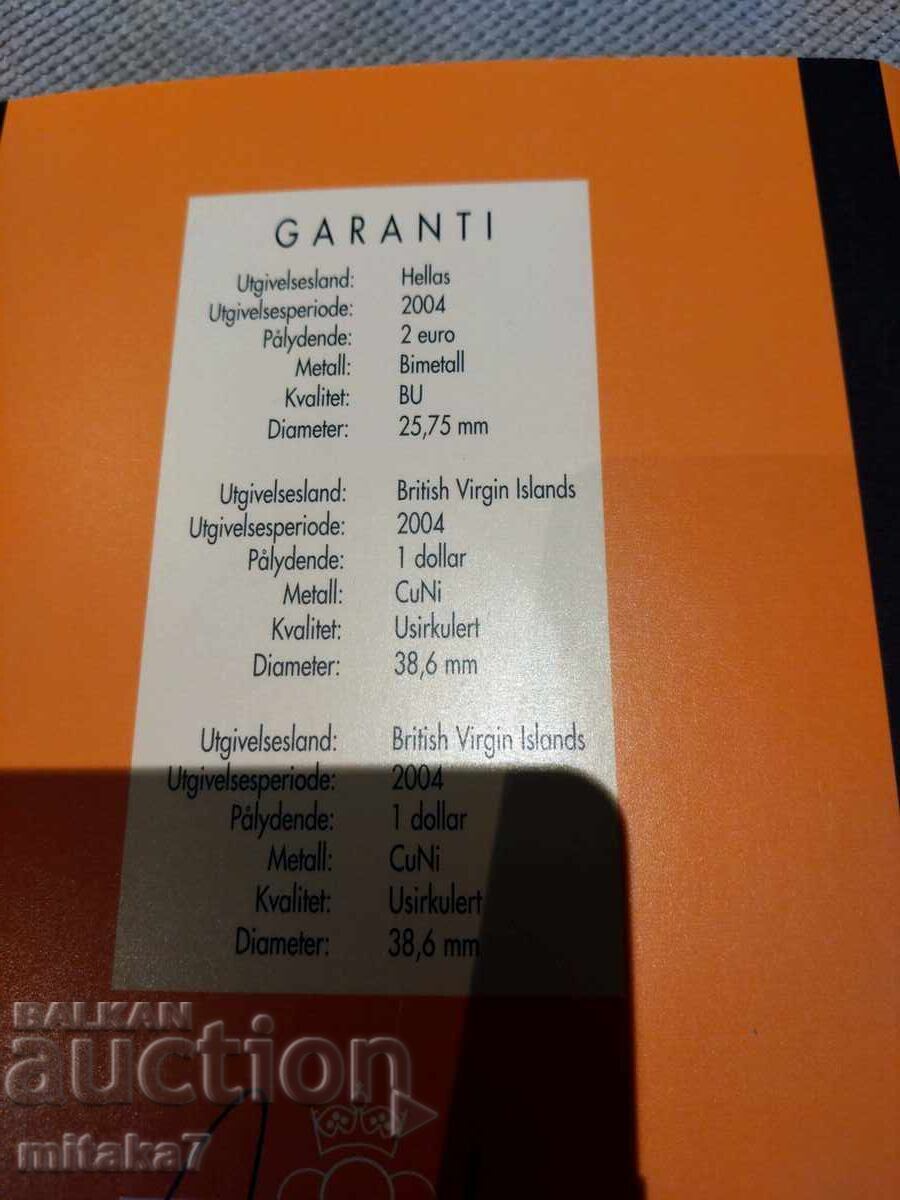 GARANTI
Utgivelsesland: Hellas
Utgivelsesperiode: 2004
Pålydende: 2 euro
Metall: Bimetall
Kvalitet: BU
Diameter: 25,75 mm
Utgivelsesland: British Virgin Islands
Utgivelsesperiode: 2004
Pålydende: 1 dollar
Metall: CuNi
Kvalitet: Usirkulert
Diameter: 38,6 mm
Utgivelsesland: British Virgin Islands
Utgivelsesperiode: 2004
Pålydende: 1 dollar
Metall: CuNi
Kvalitet: Usirkulert
Diameter: 38,6 mm
BALKAN
auction
mitaka7